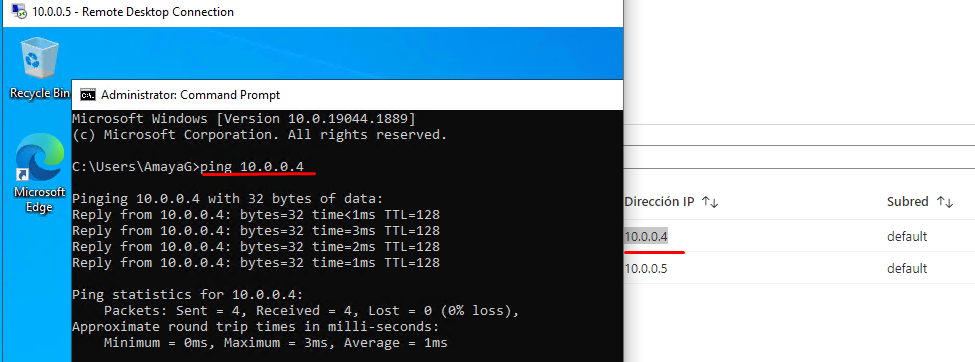 10.0.0.5 - Remote Desktop Connection
Recycle Bin
Microsoft
Edge
Administrator: Command Prompt
Microsoft Windows [Version 10.0.19044.1889]
(c) Microsoft Corporation. All rights reserved.
C:\Users\AmayaG>ping 10.0.0.4
Pinging 10.0.0.4 with 32 bytes of data:
Reply from 10.0.0.4: bytes=32 time<1ms TTL=128
Reply from 10.0.0.4: bytes=32 time=3ms TTL=128
Reply from 10.0.0.4: bytes=32 time=2ms TTL=128
Reply from 10.0.0.4: bytes=32 time=1ms TTL=128
Ping statistics for 10.0.0.4:
Packets: Sent = 4, Received = 4, Lost = 0 (0% loss),
Approximate round trip times in milli-seconds:
Minimum = 0ms, Maximum = 3ms, Average = 1ms
Dirección IP ↑↓ Subred ↑↓
10.0.0.4 default
10.0.0.5 default